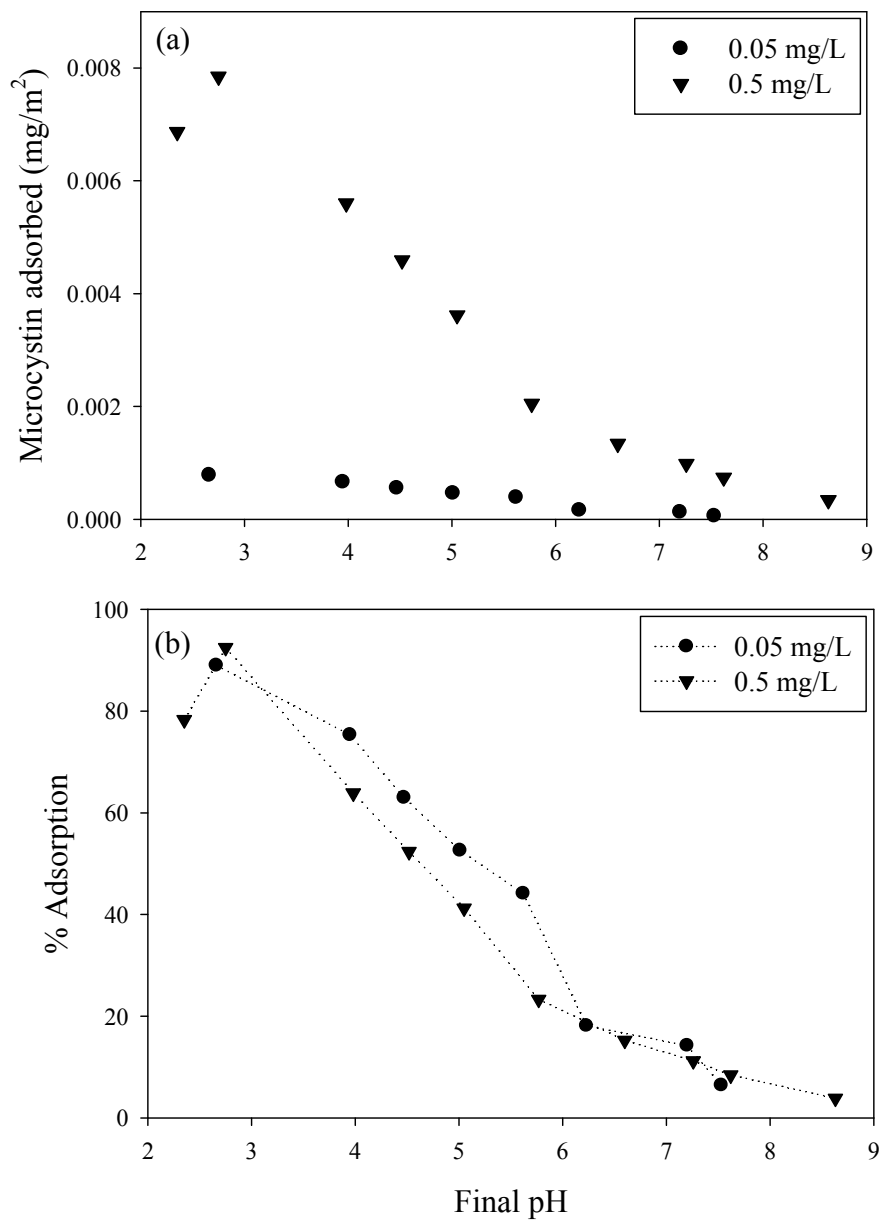 (a)
0.05 mg/L
0.5 mg/L
Microcystin adsorbed (mg/m²)
0.008
0.006
0.004
0.002
0.000
2 3 4 5 6 7 8 9
(b)
0.05 mg/L
0.5 mg/L
% Adsorption
100
80
60
40
20
0
2 3 4 5 6 7 8 9
Final pH